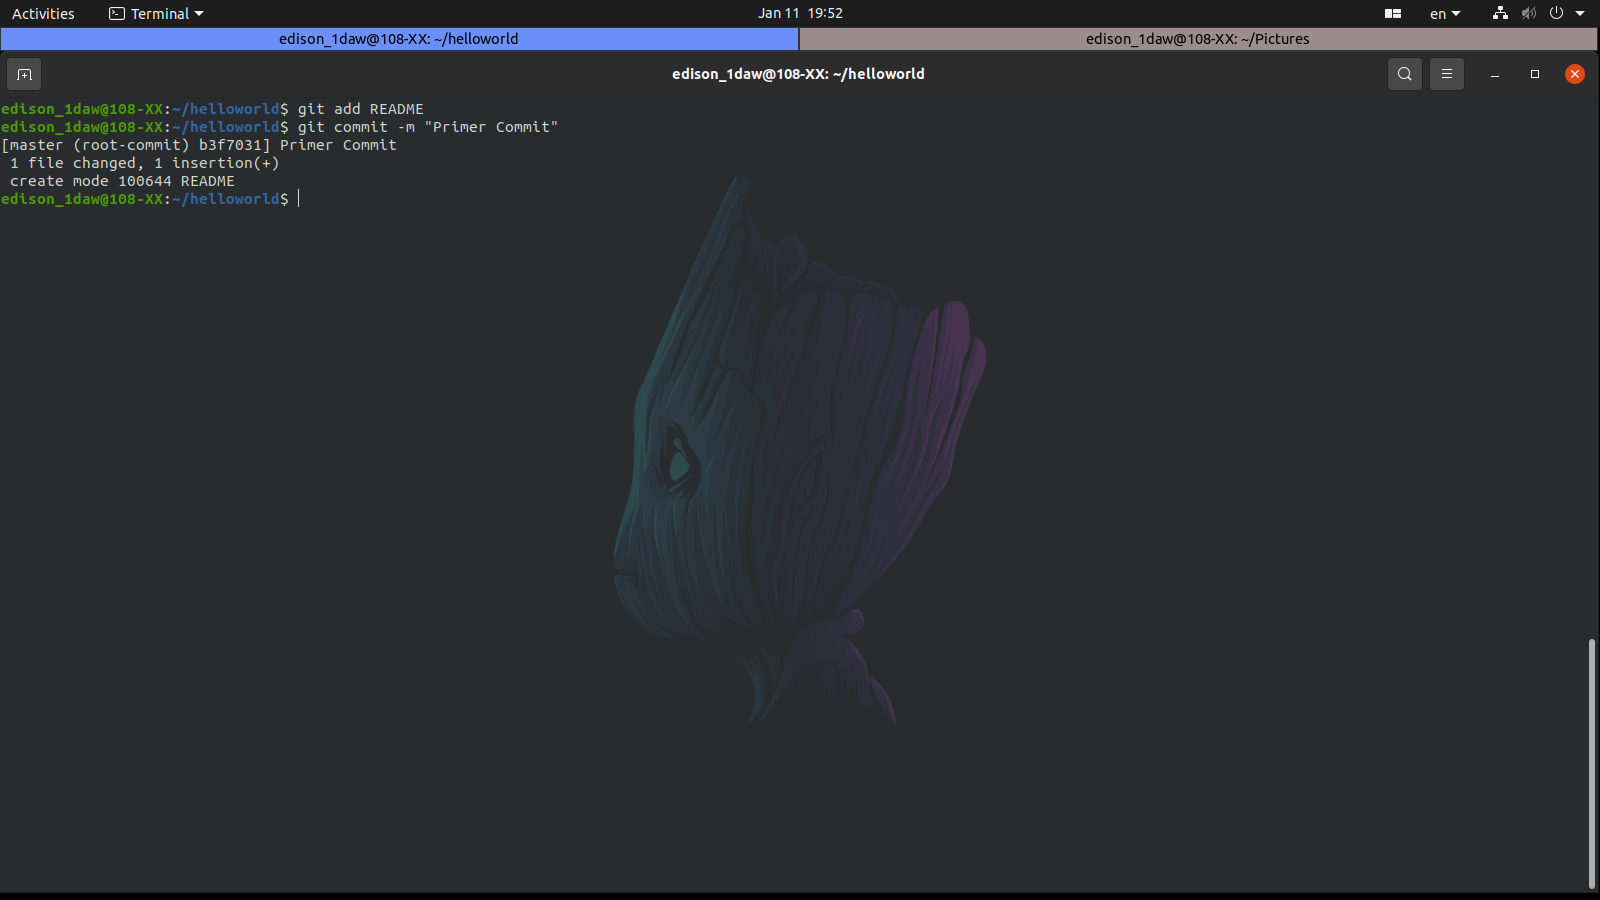 Activities Terminal Jan 11 19:52 en
edison_1daw@108-XX: ~/helloworld edison_1daw@108-XX: ~/Pictures
edison_1daw@108-XX: ~/helloworld
edison_1daw@108-XX:~/helloworld$ git add README
edison_1daw@108-XX:~/helloworld$ git commit -m "Primer Commit"
[master (root-commit) b3f7031] Primer Commit
 1 file changed, 1 insertion(+)
 create mode 100644 README
edison_1daw@108-XX:~/helloworld$